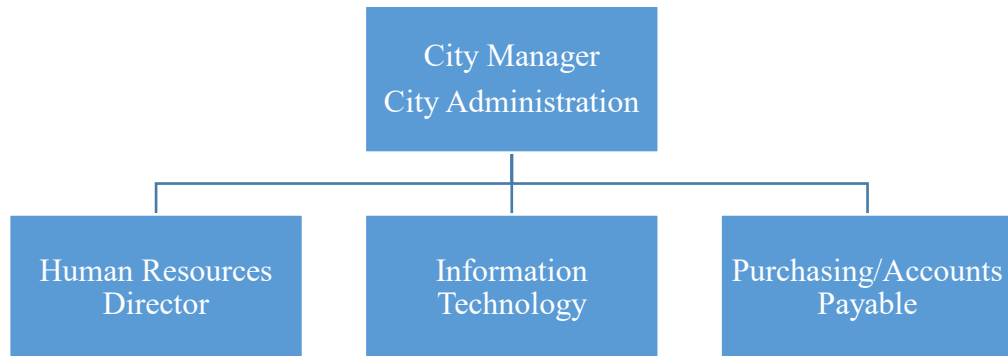 City Manager
City Administration
Human Resources
Director
Information
Technology
Purchasing/Accounts
Payable